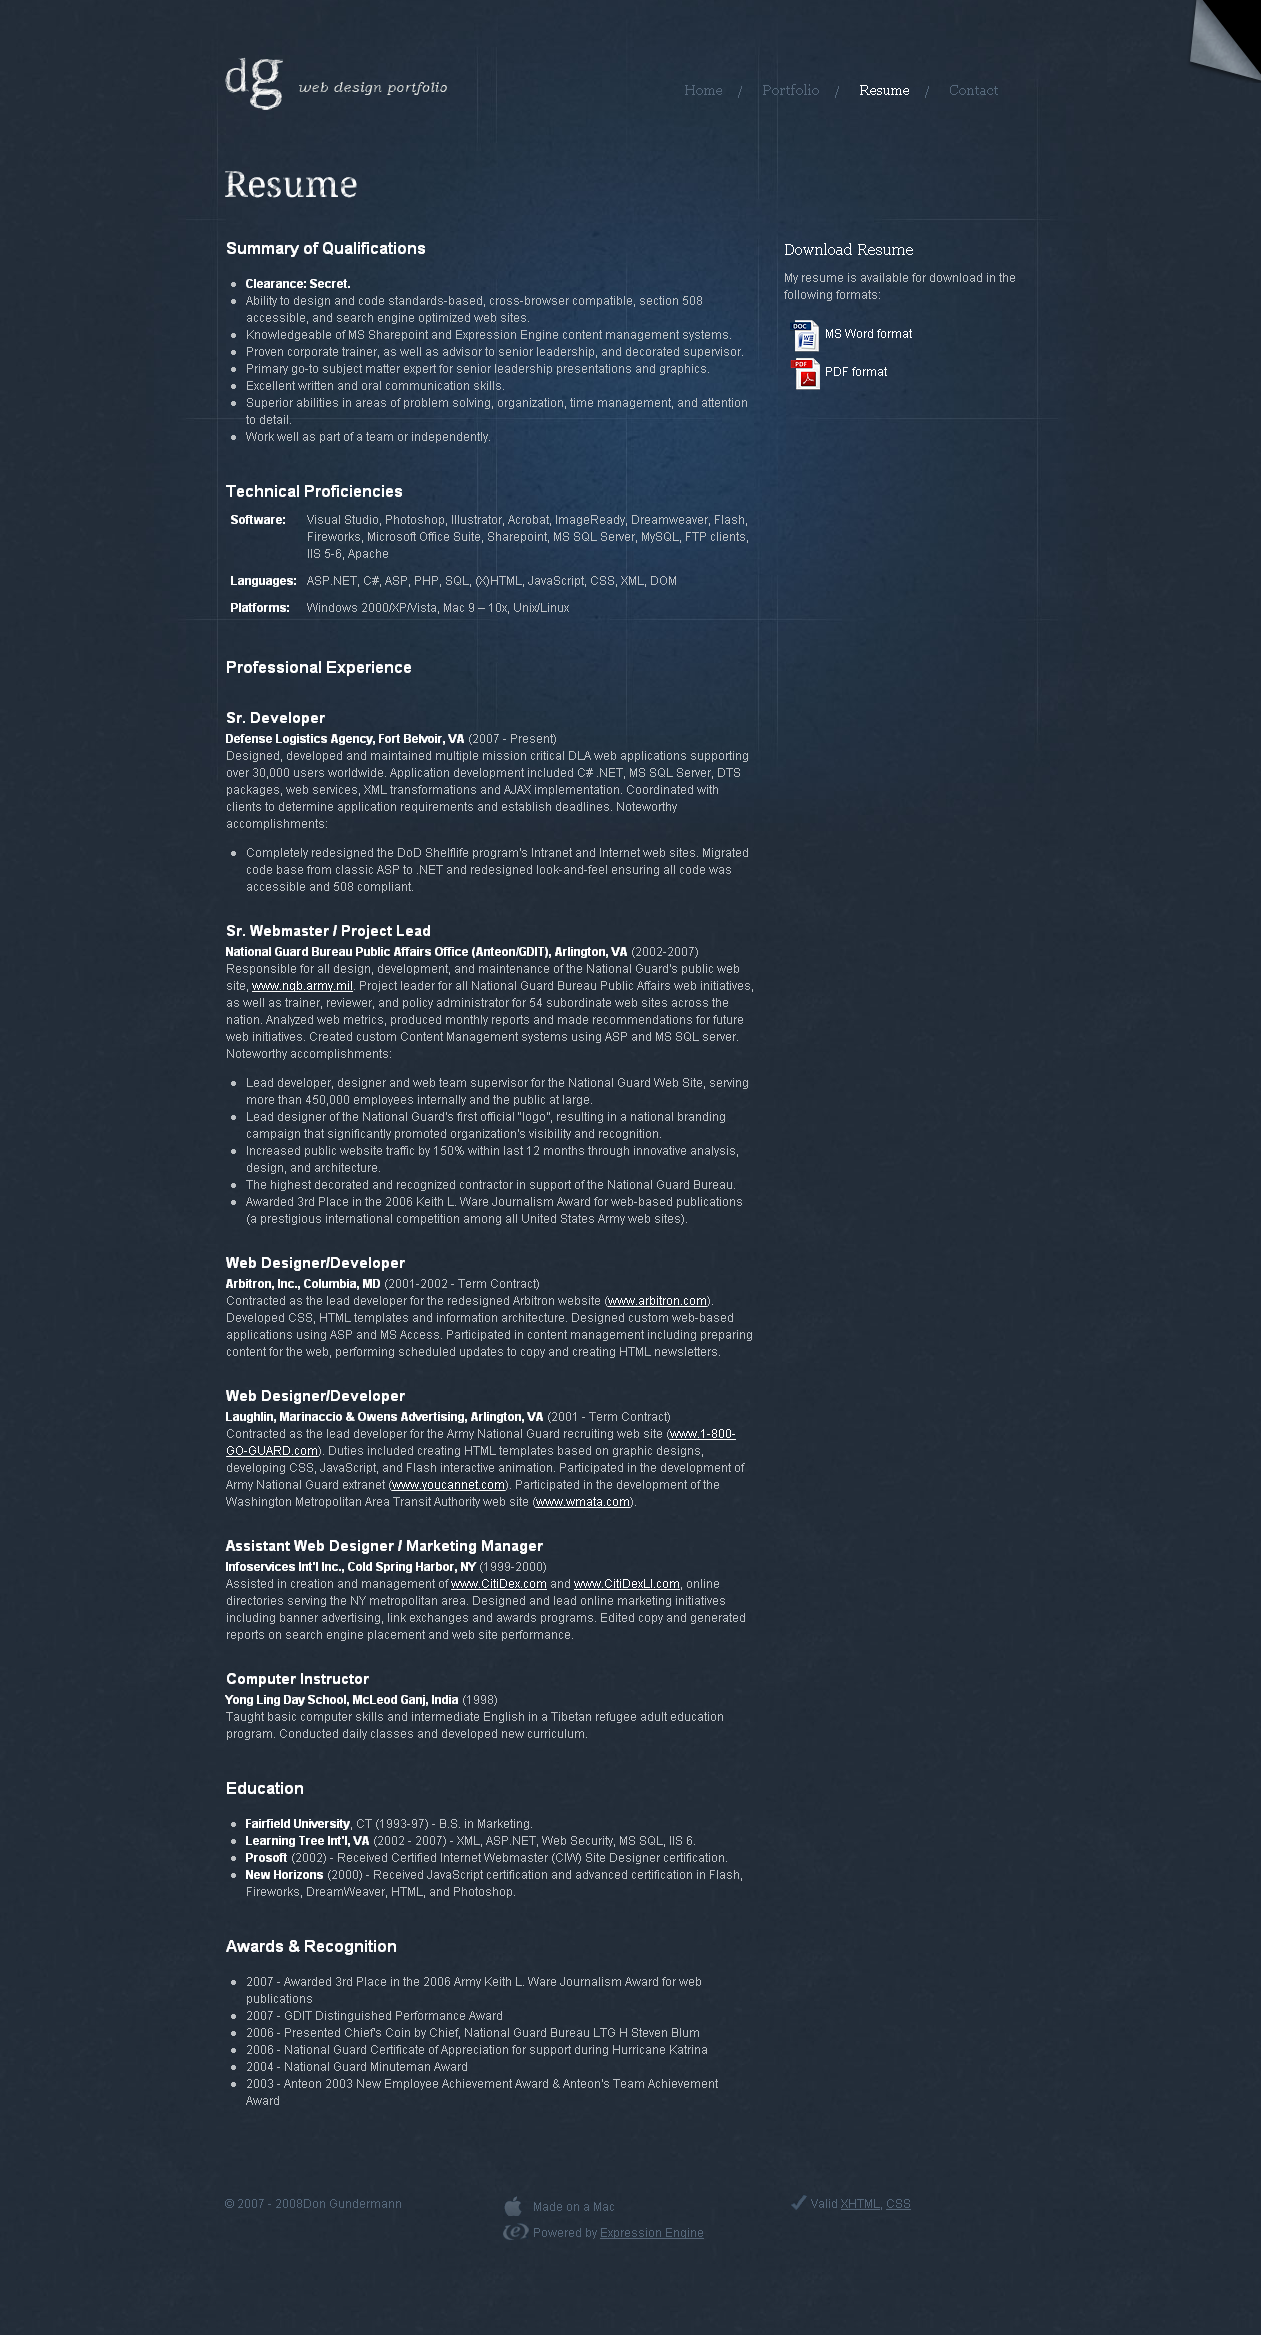 dg web design portfolio
Home / Portfolio / Resume / Contact
Resume
Summary of Qualifications
Clearance: Secret.
Ability to design and code standards-based, cross-browser compatible, section 508
accessible, and search engine optimized web sites.
Knowledgeable of MS Sharepoint and Expression Engine content management systems.
Proven corporate trainer, as well as advisor to senior leadership, and decorated supervisor.
Primary go-to subject matter expert for senior leadership presentations and graphics.
Excellent written and oral communication skills.
Superior abilities in areas of problem solving, organization, time management, and attention
to detail.
Work well as part of a team or independently.
Download Resume
My resume is available for download in the
following formats:
DOC MS Word format
PDF PDF format
Technical Proficiencies
Software: Visual Studio, Photoshop, Illustrator, Acrobat, ImageReady, Dreamweaver, Flash,
Fireworks, Microsoft Office Suite, Sharepoint, MS SQL Server, MySQL, FTP clients,
IIS 5-6, Apache
Languages: ASP.NET, C#, ASP, PHP, SQL, (X)HTML, JavaScript, CSS, XML, DOM
Platforms: Windows 2000/XP/Vista, Mac 9 – 10x, Unix/Linux
Professional Experience
Sr. Developer
Defense Logistics Agency, Fort Belvoir, VA (2007 - Present)
Designed, developed and maintained multiple mission critical DLA web applications supporting
over 30,000 users worldwide. Application development included C# .NET, MS SQL Server, DTS
packages, web services, XML transformations and AJAX implementation. Coordinated with
clients to determine application requirements and establish deadlines. Noteworthy
accomplishments:
Completely redesigned the DoD Shelflife program's Intranet and Internet web sites. Migrated
code base from classic ASP to .NET and redesigned look-and-feel ensuring all code was
accessible and 508 compliant.
Sr. Webmaster / Project Lead
National Guard Bureau Public Affairs Office (Anteon/GDIT), Arlington, VA (2002-2007)
Responsible for all design, development, and maintenance of the National Guard's public web
site, www.ngb.army.mil. Project leader for all National Guard Bureau Public Affairs web initiatives,
as well as trainer, reviewer, and policy administrator for 54 subordinate web sites across the
nation. Analyzed web metrics, produced monthly reports and made recommendations for future
web initiatives. Created custom Content Management systems using ASP and MS SQL server.
Noteworthy accomplishments:
Lead developer, designer and web team supervisor for the National Guard Web Site, serving
more than 450,000 employees internally and the public at large.
Lead designer of the National Guard's first official "logo", resulting in a national branding
campaign that significantly promoted organization's visibility and recognition.
Increased public website traffic by 150% within last 12 months through innovative analysis,
design, and architecture.
The highest decorated and recognized contractor in support of the National Guard Bureau.
Awarded 3rd Place in the 2006 Keith L. Ware Journalism Award for web-based publications
(a prestigious international competition among all United States Army web sites).
Web Designer/Developer
Arbitron, Inc., Columbia, MD (2001-2002 - Term Contract)
Contracted as the lead developer for the redesigned Arbitron website (www.arbitron.com).
Developed CSS, HTML templates and information architecture. Designed custom web-based
applications using ASP and MS Access. Participated in content management including preparing
content for the web, performing scheduled updates to copy and creating HTML newsletters.
Web Designer/Developer
Laughlin, Marinaccio & Owens Advertising, Arlington, VA (2001 - Term Contract)
Contracted as the lead developer for the Army National Guard recruiting web site (www.1-800-
GO-GUARD.com). Duties included creating HTML templates based on graphic designs,
developing CSS, JavaScript, and Flash interactive animation. Participated in the development of
Army National Guard extranet (www.youcannet.com). Participated in the development of the
Washington Metropolitan Area Transit Authority web site (www.wmata.com).
Assistant Web Designer / Marketing Manager
Infoservices Int'l Inc., Cold Spring Harbor, NY (1999-2000)
Assisted in creation and management of www.CitiDex.com and www.CitiDexLI.com, online
directories serving the NY metropolitan area. Designed and lead online marketing initiatives
including banner advertising, link exchanges and awards programs. Edited copy and generated
reports on search engine placement and web site performance.
Computer Instructor
Yong Ling Day School, McLeod Ganj, India (1998)
Taught basic computer skills and intermediate English in a Tibetan refugee adult education
program. Conducted daily classes and developed new curriculum.
Education
Fairfield University, CT (1993-97) - B.S. in Marketing.
Learning Tree Int'l, VA (2002 - 2007) - XML, ASP.NET, Web Security, MS SQL, IIS 6.
Prosoft (2002) - Received Certified Internet Webmaster (CIW) Site Designer certification.
New Horizons (2000) - Received JavaScript certification and advanced certification in Flash,
Fireworks, DreamWeaver, HTML, and Photoshop.
Awards & Recognition
2007 - Awarded 3rd Place in the 2006 Army Keith L. Ware Journalism Award for web
publications
2007 - GDIT Distinguished Performance Award
2006 - Presented Chief's Coin by Chief, National Guard Bureau LTG H Steven Blum
2006 - National Guard Certificate of Appreciation for support during Hurricane Katrina
2004 - National Guard Minuteman Award
2003 - Anteon 2003 New Employee Achievement Award & Anteon's Team Achievement
Award
© 2007 - 2008Don Gundermann
Made on a Mac
Powered by Expression Engine
Valid XHTML, CSS